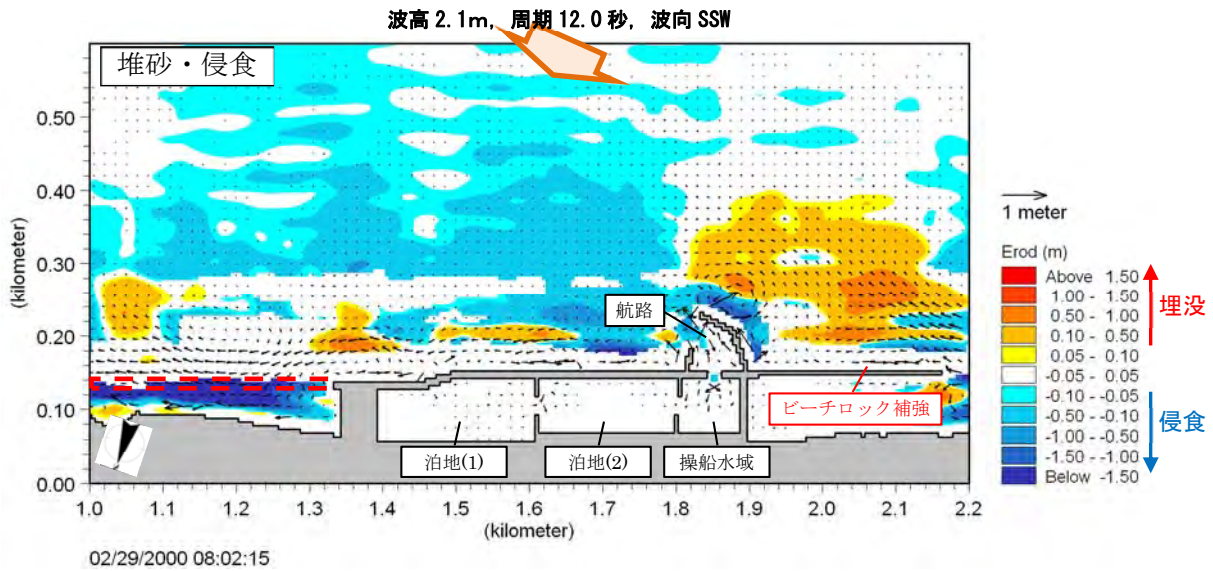 波高 2.1m，周期 12.0 秒，波向 SSW
堆砂・侵食
(kilometer)
0.50
0.40
0.30
0.20
0.10
0.00
航路
ビーチロック補強
泊地(1)
泊地(2)
操船水域
1.0
1.1
1.2
1.3
1.4
1.5
1.6
1.7
1.8
1.9
2.0
2.1
2.2
(kilometer)
02/29/2000 08:02:15
1 meter
Erod (m)
Above 1.50
1.00 - 1.50
0.50 - 1.00
0.10 - 0.50
0.05 - 0.10
-0.05 - 0.05
-0.10 - -0.05
-0.50 - -0.10
-1.00 - -0.50
-1.50 - -1.00
Below -1.50
埋没
侵食